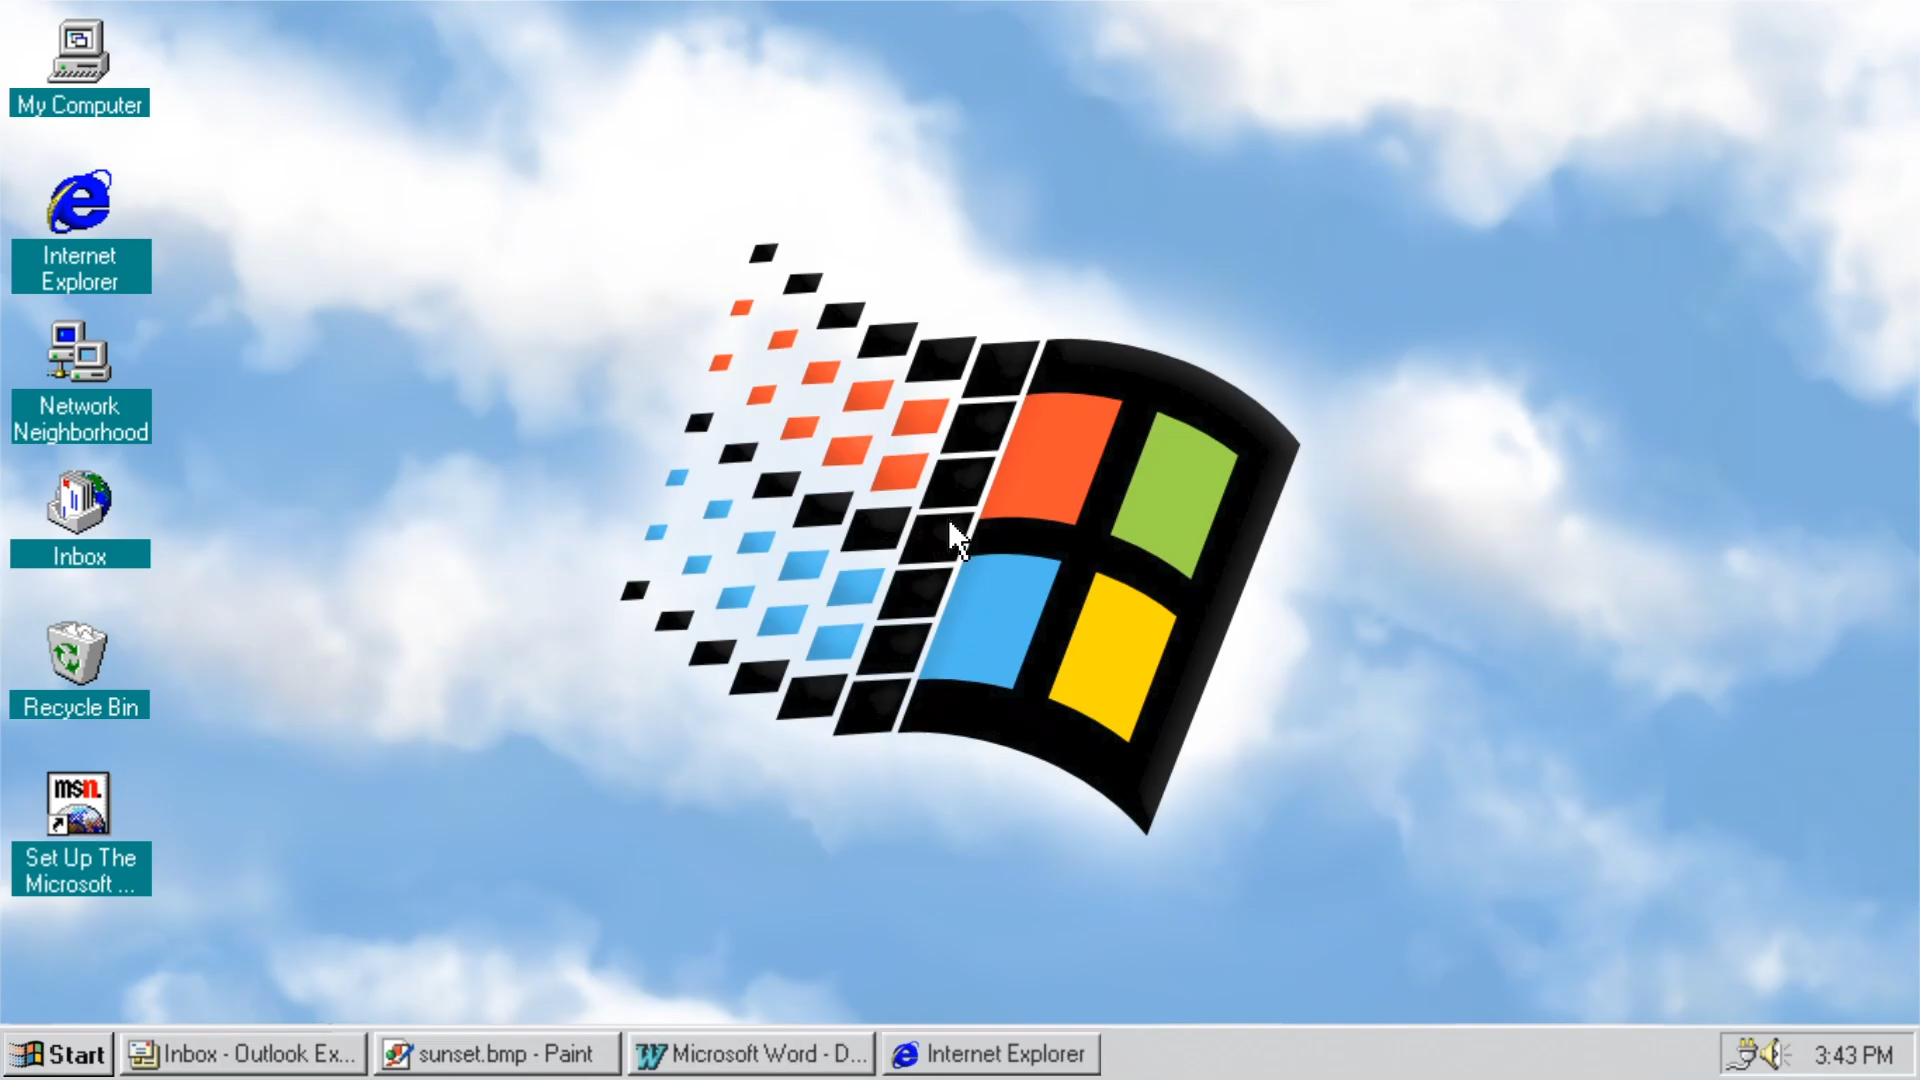 My Computer
Internet
Explorer
Network
Neighborhood
Inbox
Recycle Bin
msn.
Set Up The
Microsoft ...
Start
Inbox - Outlook Ex...
sunset.bmp - Paint
Microsoft Word - D...
Internet Explorer
3:43 PM